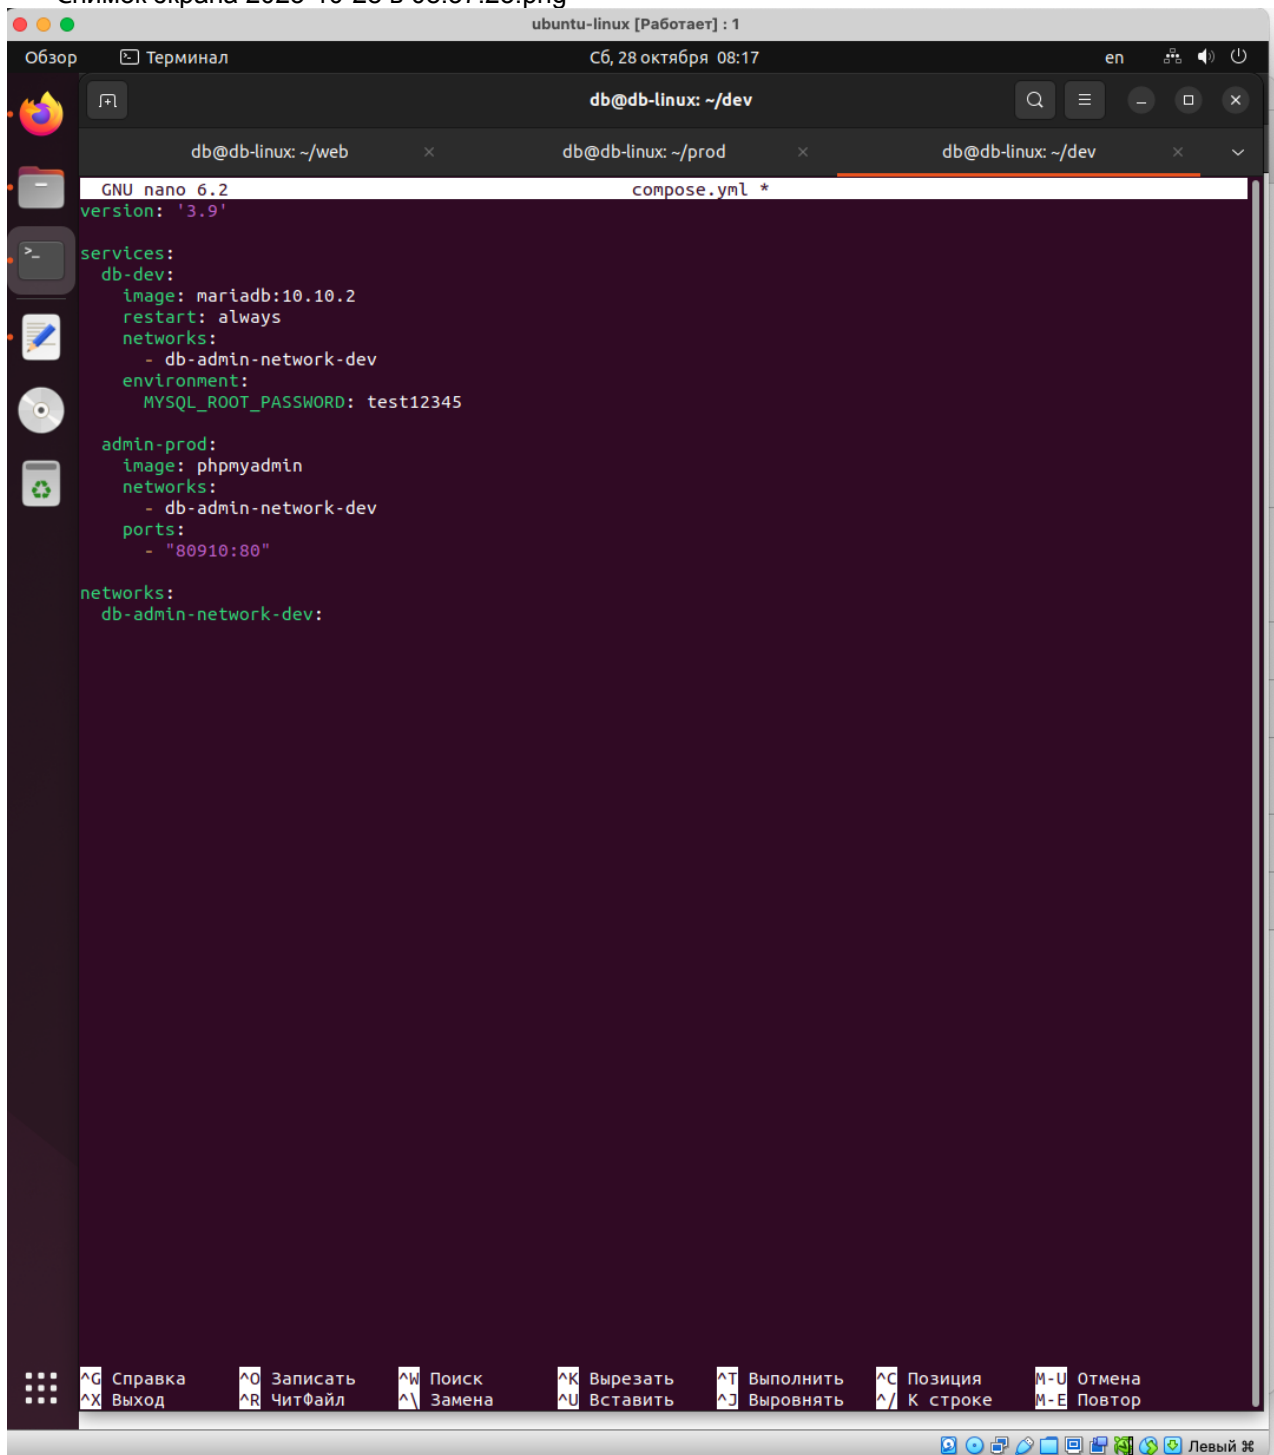 ubuntu-linux [Работает] : 1
Обзор Терминал Сб, 28 октября 08:17 en
db@db-linux: ~/dev
db@db-linux: ~/web db@db-linux: ~/prod db@db-linux: ~/dev
GNU nano 6.2 compose.yml *
version: '3.9'
services:
db-dev:
image: mariadb:10.10.2
restart: always
networks:
- db-admin-network-dev
environment:
MYSQL_ROOT_PASSWORD: test12345
admin-prod:
image: phpmyadmin
networks:
- db-admin-network-dev
ports:
- "80910:80"
networks:
db-admin-network-dev:
^G Справка ^O Записать ^W Поиск ^K Вырезать ^T Выполнить ^C Позиция M-U Отмена
^X Выход ^R ЧитФайл ^\ Замена ^U Вставить ^J Выровнять ^/ К строке M-E Повтор
Левый ⌘